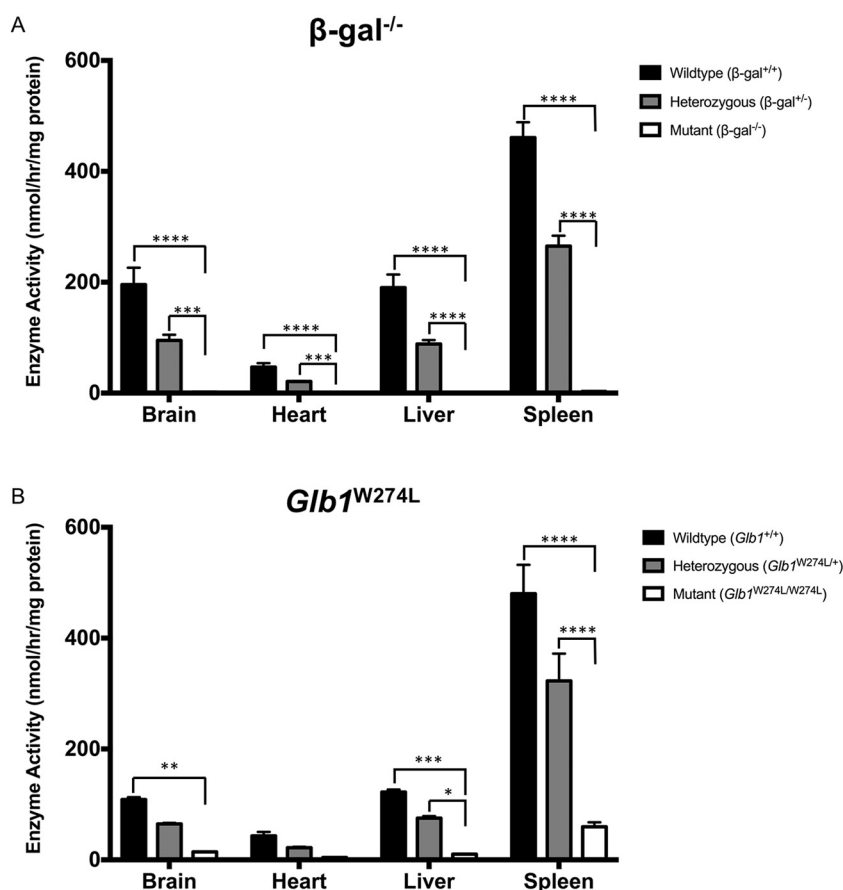 A
β-gal⁻/⁻
Enzyme Activity (nmol/hr/mg protein)
600
400
200
0
****
***
****
***
****
****
****
****
Brain Heart Liver Spleen
Wildtype (β-gal⁺/⁺)
Heterozygous (β-gal⁺/⁻)
Mutant (β-gal⁻/⁻)
B
Glb1ᵂ²⁷⁴ᴸ
Enzyme Activity (nmol/hr/mg protein)
600
400
200
0
**
***
*
****
****
Brain Heart Liver Spleen
Wildtype (Glb1⁺/⁺)
Heterozygous (Glb1ᵂ²⁷⁴ᴸ/⁺)
Mutant (Glb1ᵂ²⁷⁴ᴸ/ᵂ²⁷⁴ᴸ)